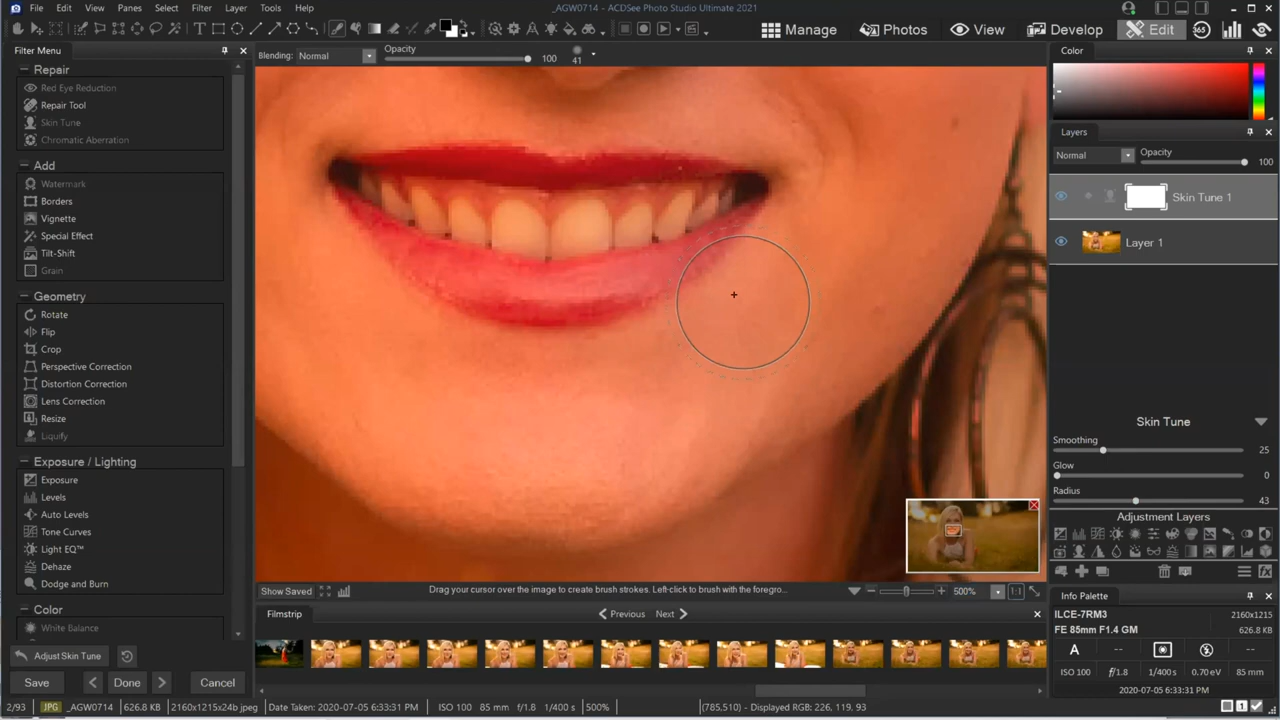 File Edit View Panes Select Filter Layer Tools Help
_AGW0714 - ACDSee Photo Studio Ultimate 2021
Manage Photos View Develop Edit 365
Filter Menu
Blending: Normal Opacity 100 41
Repair
Red Eye Reduction
Repair Tool
Skin Tune
Chromatic Aberration
Add
Watermark
Borders
Vignette
Special Effect
Tilt-Shift
Grain
Geometry
Rotate
Flip
Crop
Perspective Correction
Distortion Correction
Lens Correction
Resize
Liquify
Exposure / Lighting
Exposure
Levels
Auto Levels
Tone Curves
Light EQ™
Dehaze
Dodge and Burn
Color
White Balance
Adjust Skin Tune
Save Done Cancel
Color
Layers
Normal Opacity 100
Skin Tune 1
Layer 1
Skin Tune
Smoothing 25
Glow 0
Radius 43
Adjustment Layers
Show Saved
Drag your cursor over the image to create brush strokes. Left-click to brush with the foregro...
500% 1:1
Filmstrip Previous Next
Info Palette
ILCE-7RM3 2160x1215
FE 85mm F1.4 GM 626.8 KB
A -- --
ISO 100 f/1.8 1/400 s 0.70 eV 85 mm
2020-07-05 6:33:31 PM
2/93 JPG _AGW0714 626.8 KB 2160x1215x24b jpeg Date Taken: 2020-07-05 6:33:31 PM ISO 100 85 mm f/1.8 1/400 s 500% (785,510) - Displayed RGB: 226, 119, 93 1